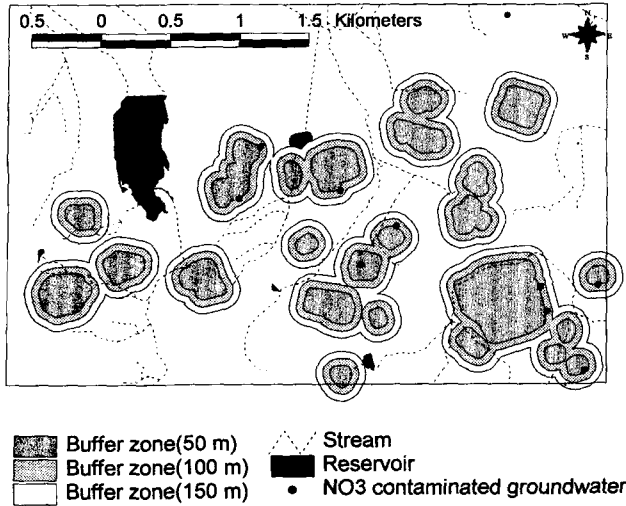 0.5 0 0.5 1 1.5 Kilometers
N
W E
S
Buffer zone(50 m)
Buffer zone(100 m)
Buffer zone(150 m)
Stream
Reservoir
NO3 contaminated groundwater